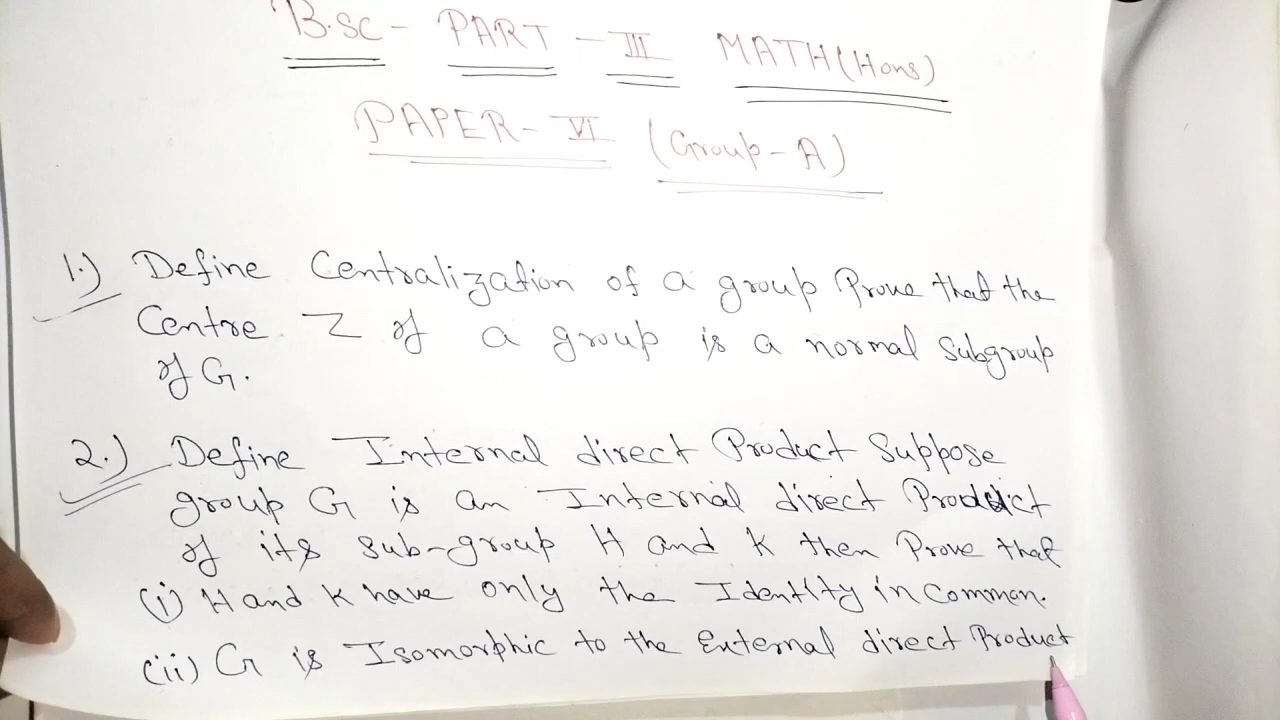 B.SC - PART - III MATH (Hons)
PAPER - VI (Group - A)
1.) Define Centralization of a group Prove that the
Centre Z of a group is a normal Subgroup
of G.
2.) Define Internal direct Product Suppose
group G is an Internal direct Product
of its sub-group H and K then Prove that
(i) H and K have only the Identity in common.
(ii) G is Isomorphic to the External direct Product